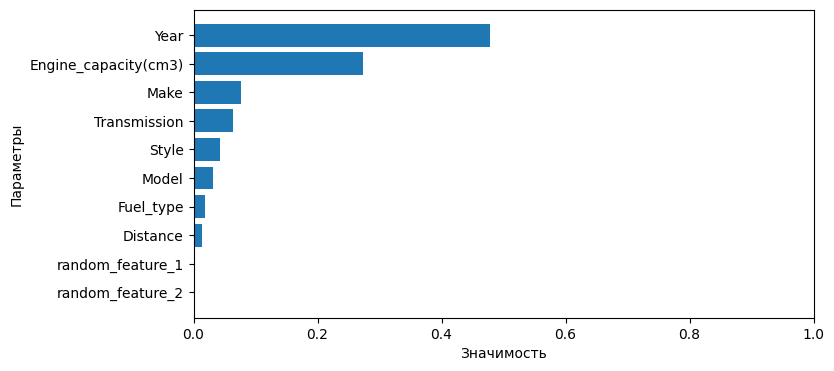 Year
Engine_capacity(cm3)
Make
Transmission
Style
Model
Fuel_type
Distance
random_feature_1
random_feature_2
Параметры
0.0 0.2 0.4 0.6 0.8 1.0
Значимость